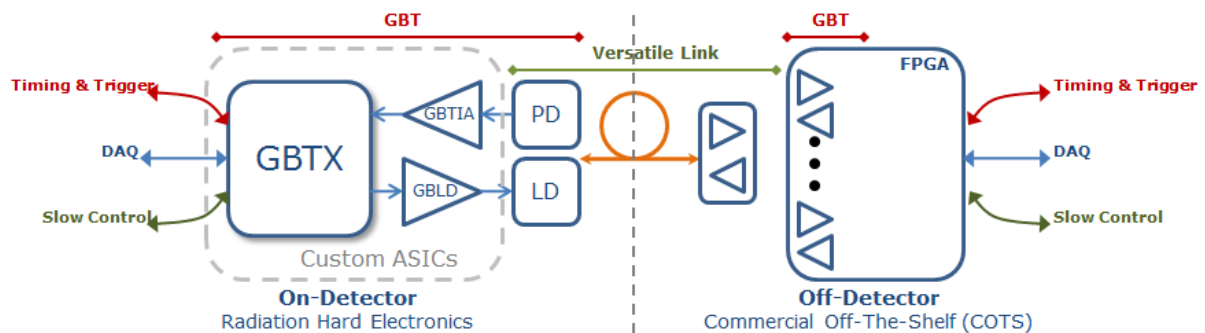 GBT
GBT
Versatile Link
FPGA
Timing & Trigger
GBTIA
PD
Timing & Trigger
DAQ
GBTX
DAQ
GBLD
LD
Slow Control
Slow Control
Custom ASICs
On-Detector
Off-Detector
Radiation Hard Electronics
Commercial Off-The-Shelf (COTS)